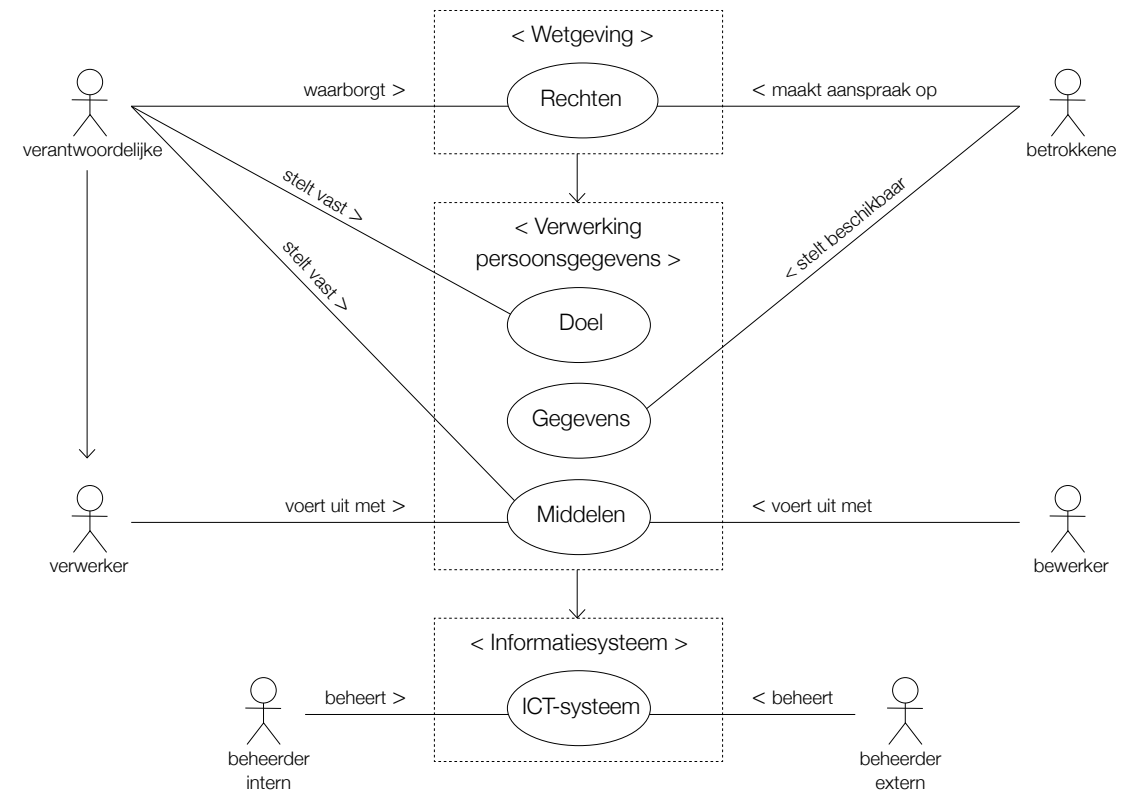 < Wetgeving >
waarborgt >
Rechten
< maakt aanspraak op
verantwoordelijke
betrokkene
stelt vast >
stelt vast >
< stelt beschikbaar
< Verwerking
persoonsgegevens >
Doel
Gegevens
voert uit met >
Middelen
< voert uit met
verwerker
bewerker
< Informatiesysteem >
beheert >
ICT-systeem
< beheert
beheerder
intern
beheerder
extern